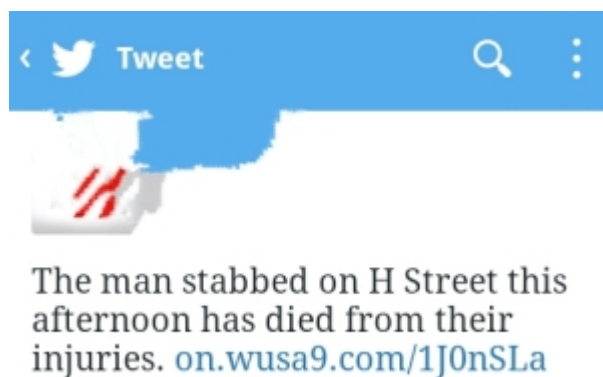 Tweet
The man stabbed on H Street this
afternoon has died from their
injuries. on.wusa9.com/1J0nSLa